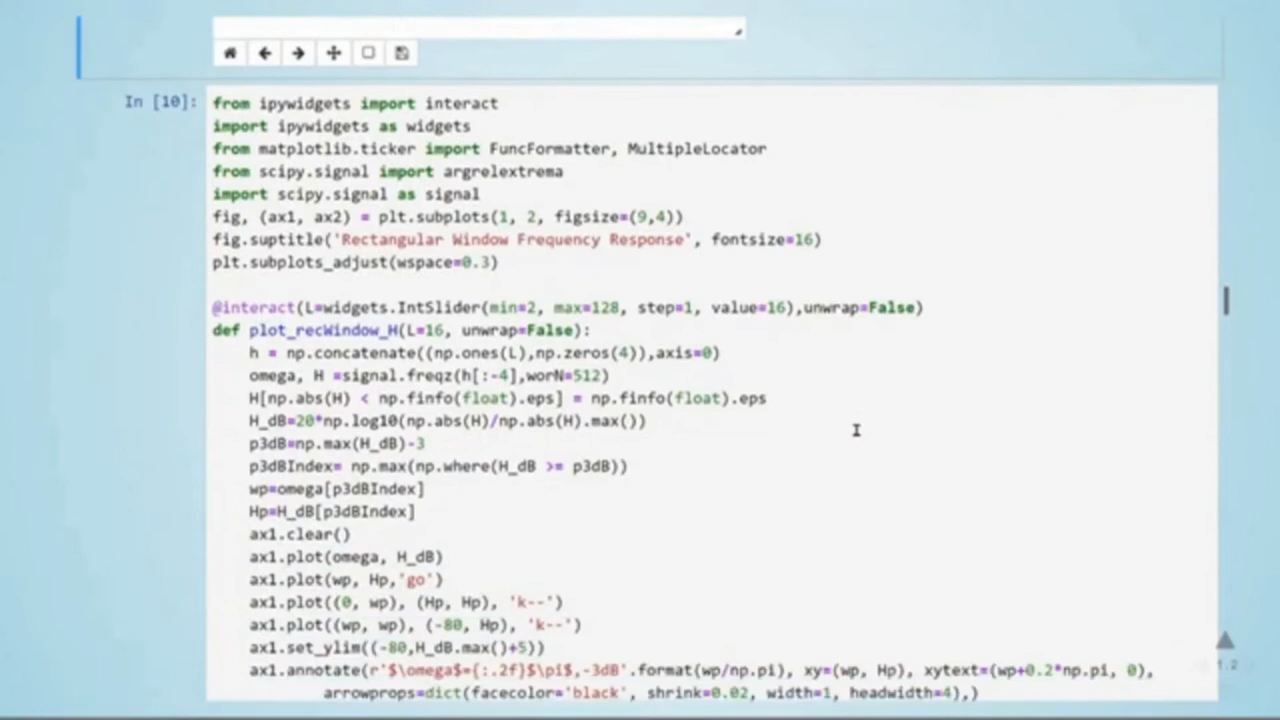 In [10]:
from ipywidgets import interact
import ipywidgets as widgets
from matplotlib.ticker import FuncFormatter, MultipleLocator
from scipy.signal import argrelextrema
import scipy.signal as signal
fig, (ax1, ax2) = plt.subplots(1, 2, figsize=(9,4))
fig.suptitle('Rectangular Window Frequency Response', fontsize=16)
plt.subplots_adjust(wspace=0.3)
@interact(L=widgets.IntSlider(min=2, max=128, step=1, value=16),unwrap=False)
def plot_recWindow_H(L=16, unwrap=False):
    h = np.concatenate((np.ones(L),np.zeros(4)),axis=0)
    omega, H =signal.freqz(h[:-4],worN=512)
    H[np.abs(H) < np.finfo(float).eps] = np.finfo(float).eps
    H_dB=20*np.log10(np.abs(H)/np.abs(H).max())
    p3dB=np.max(H_dB)-3
    p3dBIndex= np.max(np.where(H_dB >= p3dB))
    wp=omega[p3dBIndex]
    Hp=H_dB[p3dBIndex]
    ax1.clear()
    ax1.plot(omega, H_dB)
    ax1.plot(wp, Hp,'go')
    ax1.plot((0, wp), (Hp, Hp), 'k--')
    ax1.plot((wp, wp), (-80, Hp), 'k--')
    ax1.set_ylim((-80,H_dB.max()+5))
    ax1.annotate(r'$\omega$={:.2f}$\pi$,-3dB'.format(wp/np.pi), xy=(wp, Hp), xytext=(wp+0.2*np.pi, 0),
            arrowprops=dict(facecolor='black', shrink=0.02, width=1, headwidth=4),)